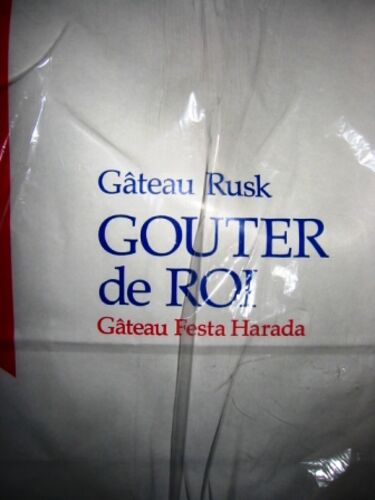 Gâteau Rusk
GOUTER
de ROI
Gâteau Festa Harada